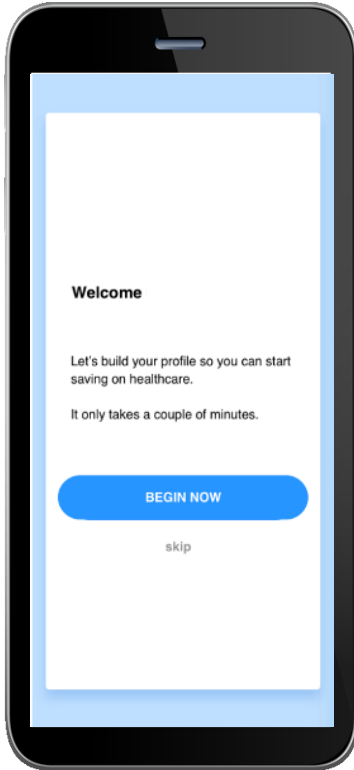 Welcome
Let's build your profile so you can start
saving on healthcare.
It only takes a couple of minutes.
BEGIN NOW
skip